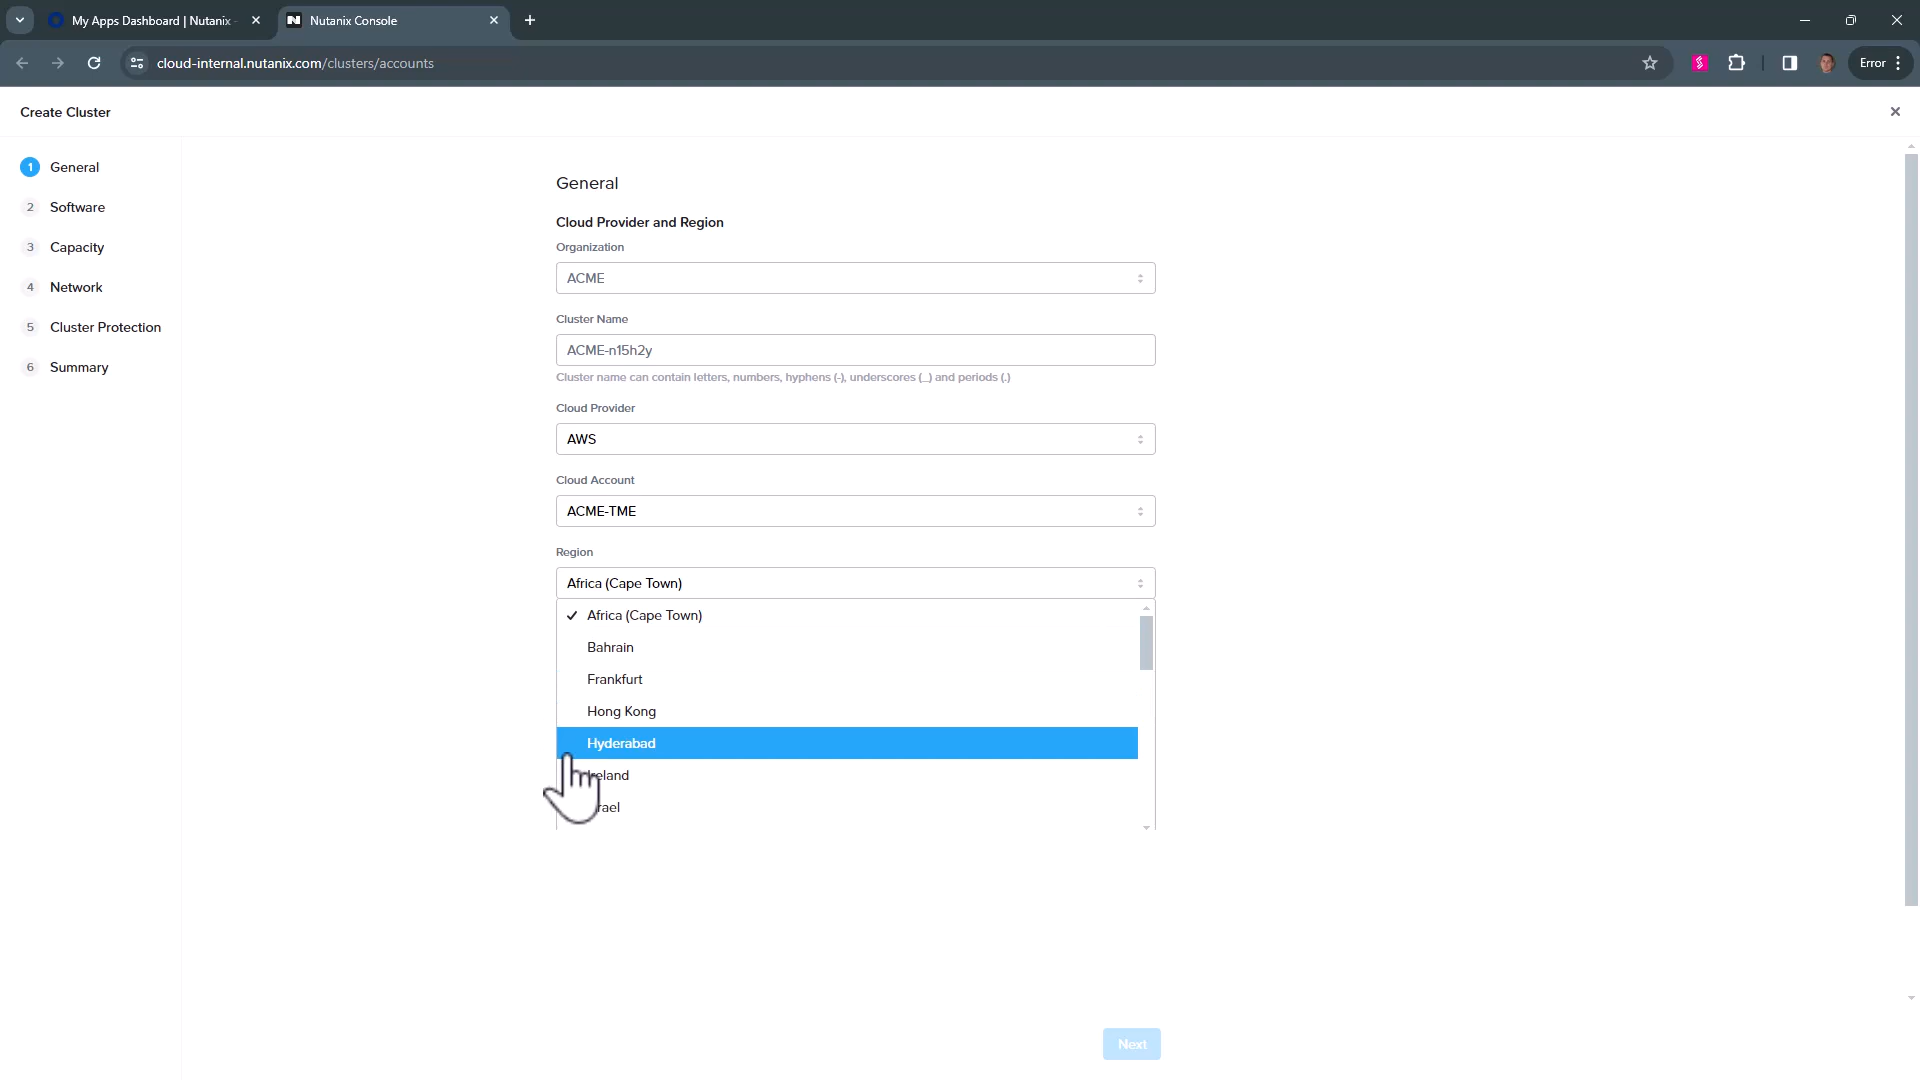 My Apps Dashboard | Nutanix
Nutanix Console
cloud-internal.nutanix.com/clusters/accounts
Error
Create Cluster
1 General
2 Software
3 Capacity
4 Network
5 Cluster Protection
6 Summary
General
Cloud Provider and Region
Organization
ACME
Cluster Name
ACME-n15h2y
Cluster name can contain letters, numbers, hyphens (-), underscores (_) and periods (.)
Cloud Provider
AWS
Cloud Account
ACME-TME
Region
Africa (Cape Town)
Africa (Cape Town)
Bahrain
Frankfurt
Hong Kong
Hyderabad
Ireland
Israel
Next